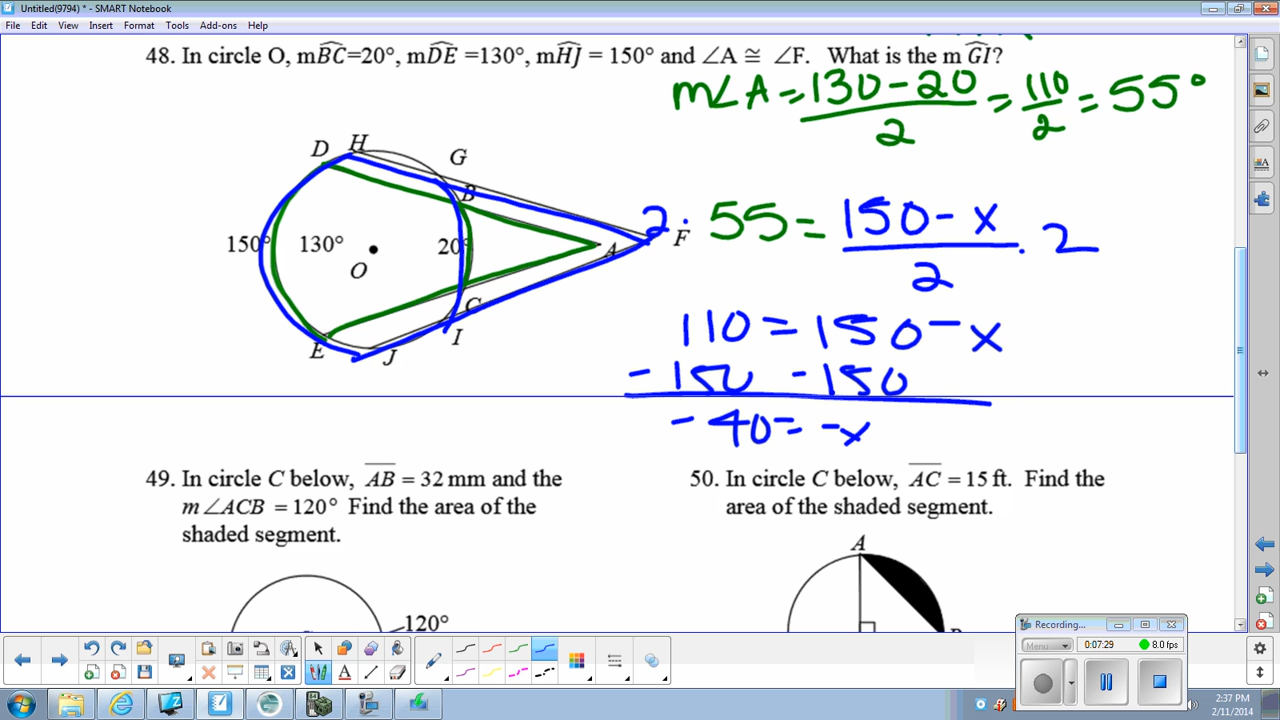 Untitled(9794) * - SMART Notebook
File Edit View Insert Format Tools Add-ons Help
48. In circle O, mBC=20°, mDE =130°, mHJ = 150° and ∠A ≅ ∠F. What is the m GI?
m∠A = 130 - 20 / 2 = 110 / 2 = 55°
D H G B
150° 130° 20°
O A F
E J C I
2 · 55 = 150 - x / 2 · 2
110 = 150 - x
- 150 - 150
- 40 = - x
49. In circle C below, AB = 32 mm and the
m∠ACB = 120° Find the area of the
shaded segment.
120°
50. In circle C below, AC = 15 ft. Find the
area of the shaded segment.
A
Recording...
Menu
0:07:29
8.0 fps
2:37 PM
2/11/2014